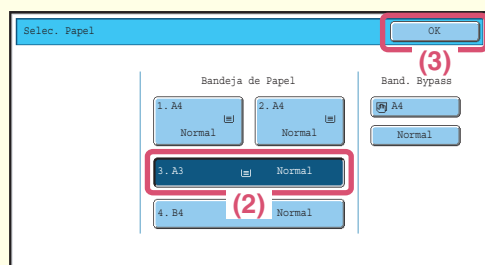 Selec. Papel
OK
(3)
Bandeja de Papel
Band. Bypass
1. A4
Normal
2. A4
Normal
A4
Normal
3. A3
Normal
(2)
4. B4
Normal